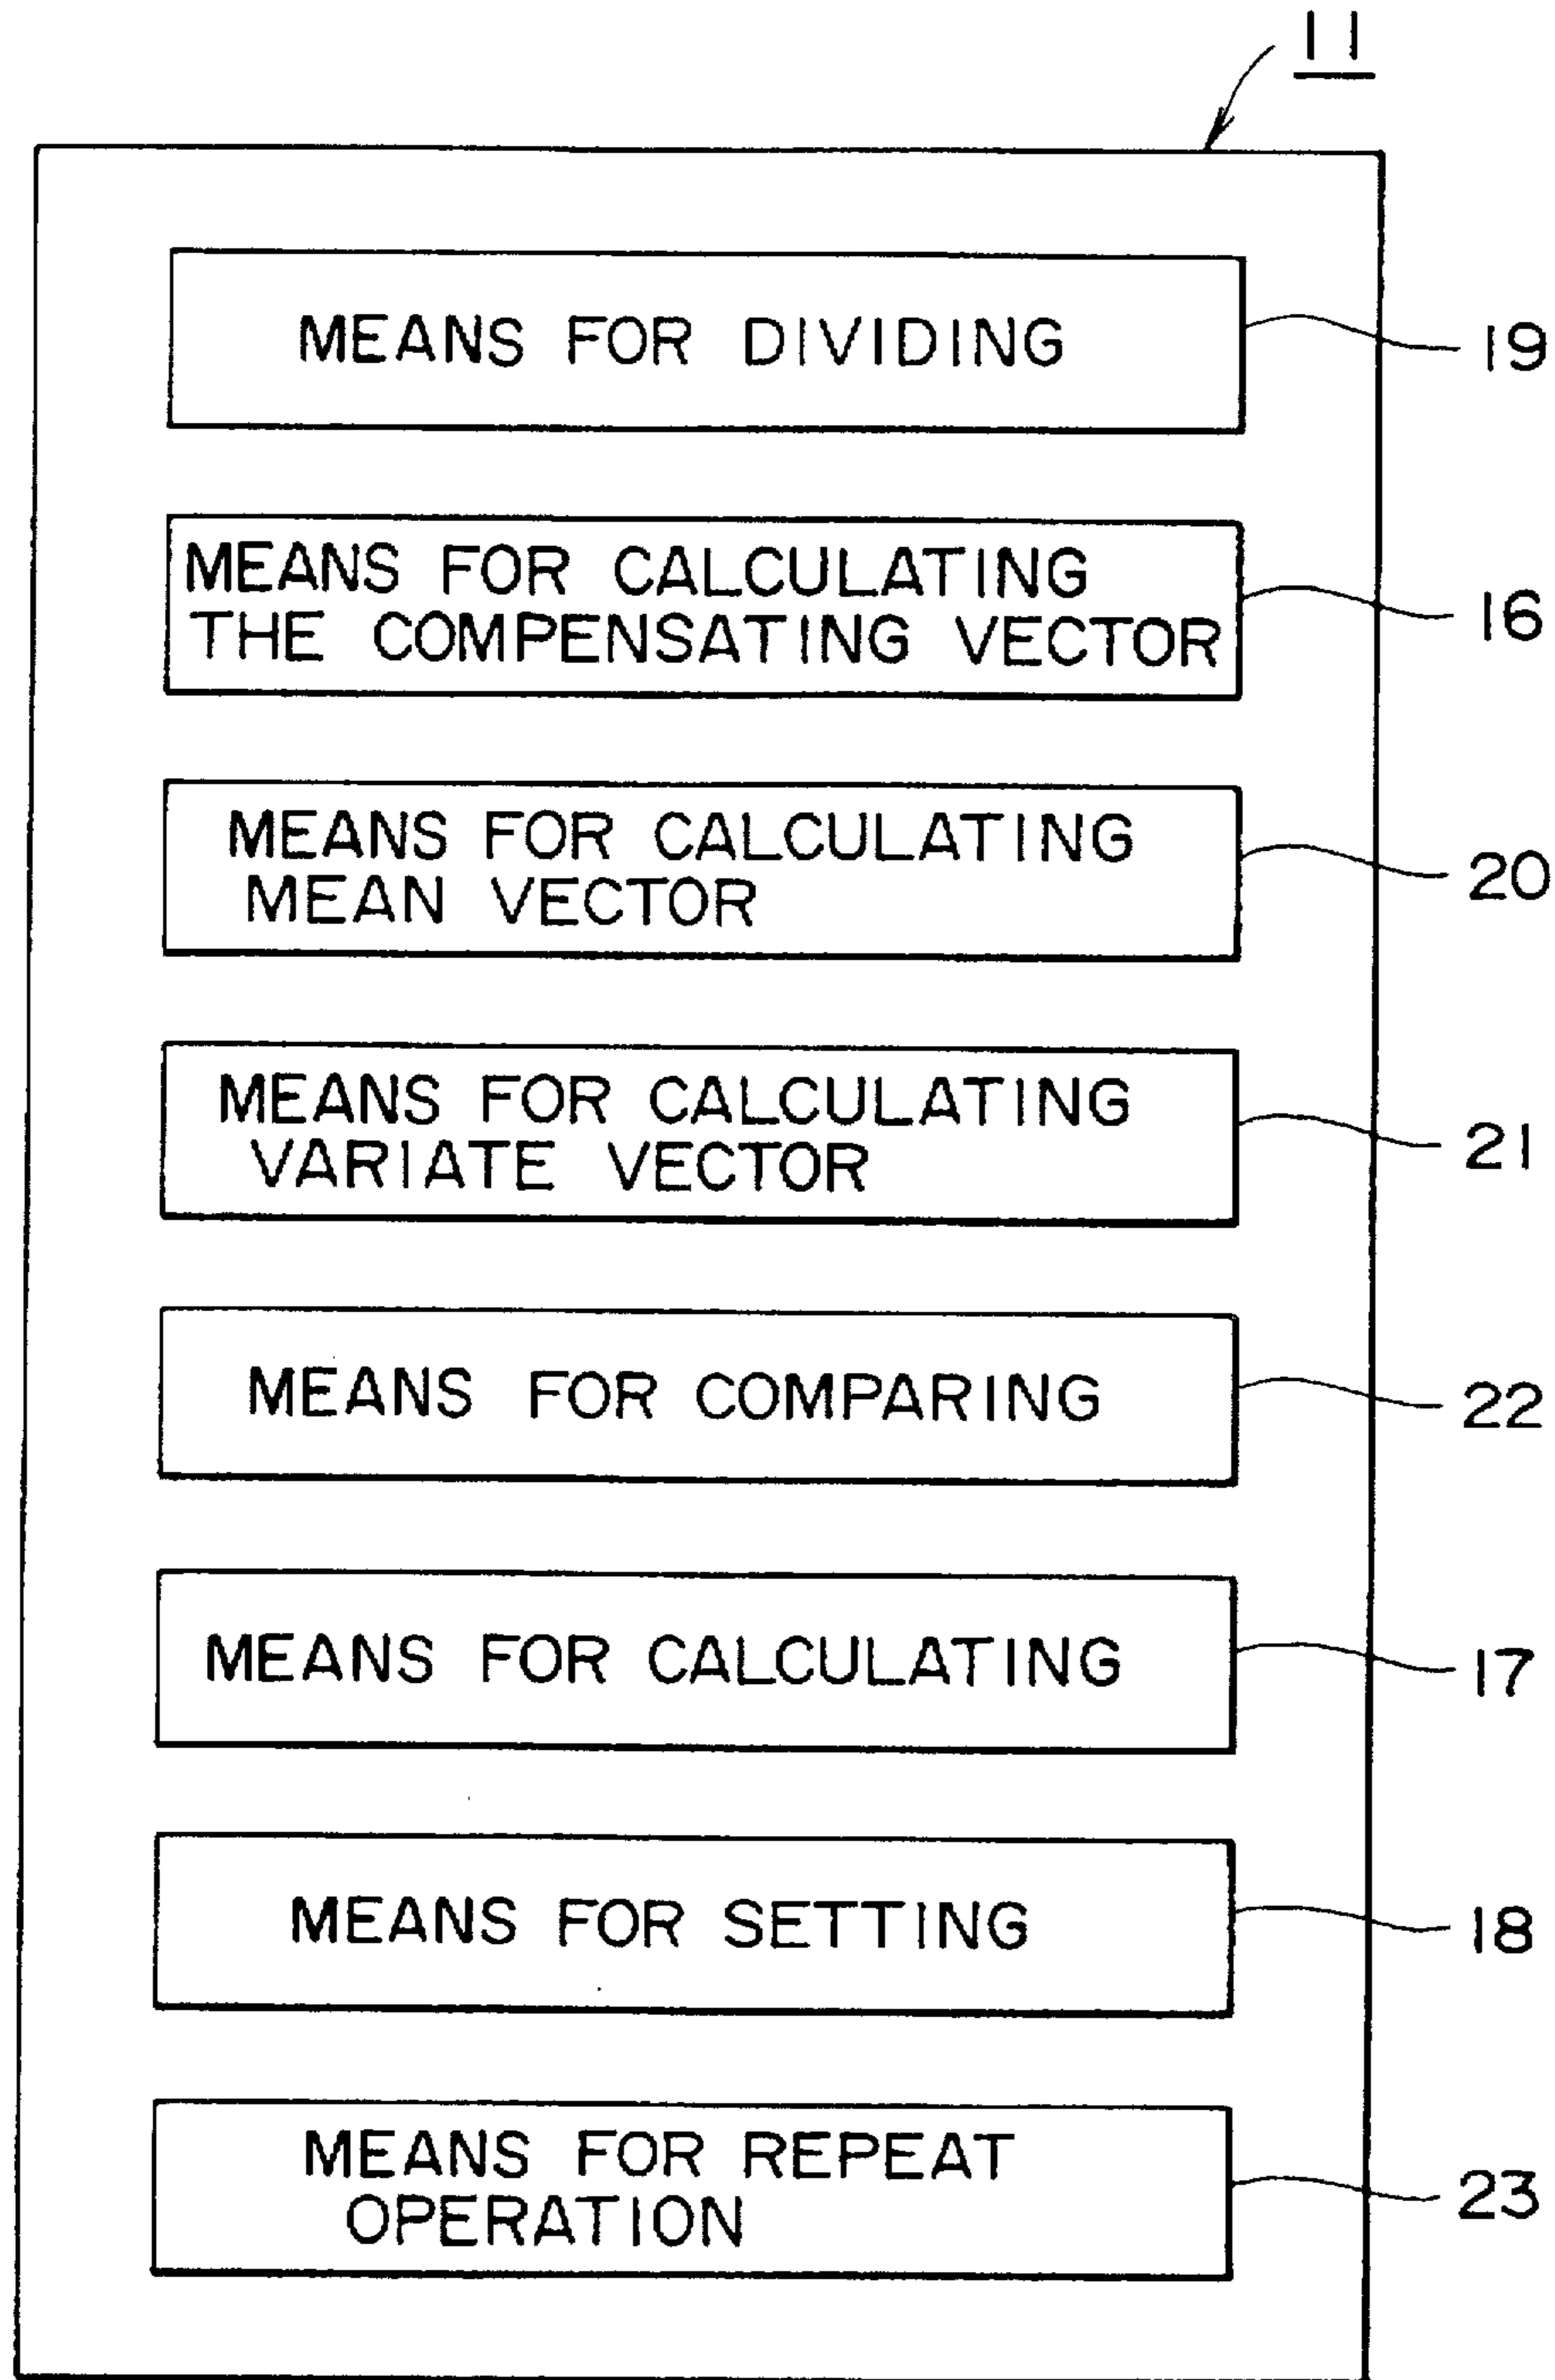 11
MEANS FOR DIVIDING
19
MEANS FOR CALCULATING
THE COMPENSATING VECTOR
16
MEANS FOR CALCULATING
MEAN VECTOR
20
MEANS FOR CALCULATING
VARIATE VECTOR
21
MEANS FOR COMPARING
22
MEANS FOR CALCULATING
17
MEANS FOR SETTING
18
MEANS FOR REPEAT
OPERATION
23